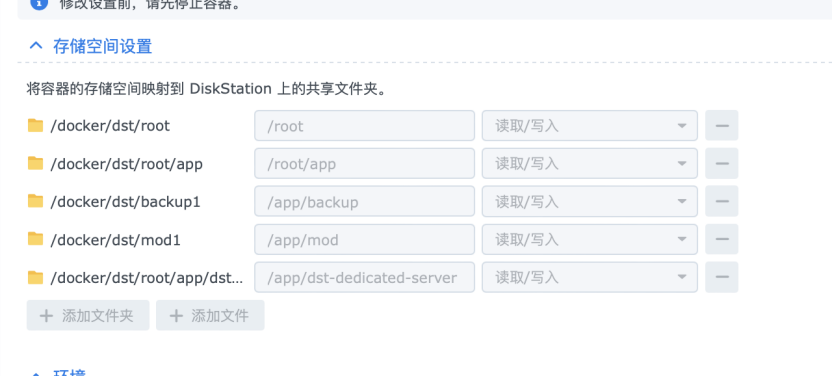 修改设置前，请先停止容器。
存储空间设置
将容器的存储空间映射到 DiskStation 上的共享文件夹。
/docker/dst/root /root 读取/写入
/docker/dst/root/app /root/app 读取/写入
/docker/dst/backup1 /app/backup 读取/写入
/docker/dst/mod1 /app/mod 读取/写入
/docker/dst/root/app/dst... /app/dst-dedicated-server 读取/写入
添加文件夹 添加文件
环境